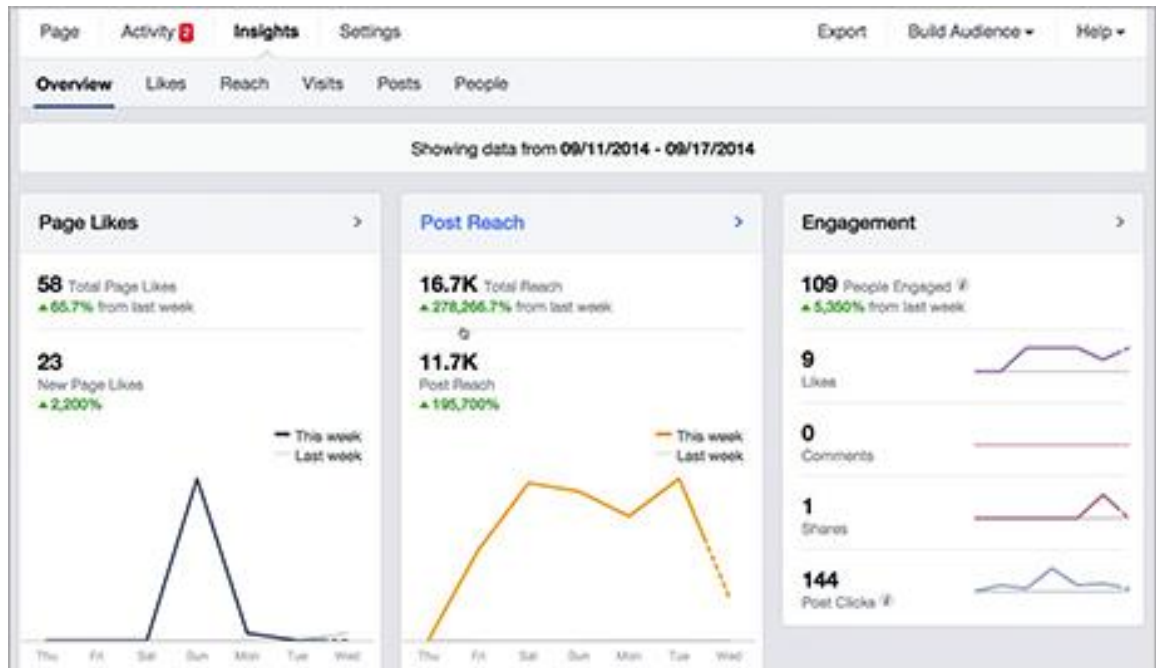 Page Activity 2 Insights Settings Export Build Audience Help
Overview Likes Reach Visits Posts People
Showing data from 09/11/2014 - 09/17/2014
Page Likes
58 Total Page Likes
65.7% from last week
23
New Page Likes
2,200%
This week
Last week
Thu Fri Sat Sun Mon Tue Wed
Post Reach
16.7K Total Reach
278,266.7% from last week
11.7K
Post Reach
195,700%
This week
Last week
Thu Fri Sat Sun Mon Tue Wed
Engagement
109 People Engaged
5,350% from last week
9
Likes
0
Comments
1
Shares
144
Post Clicks